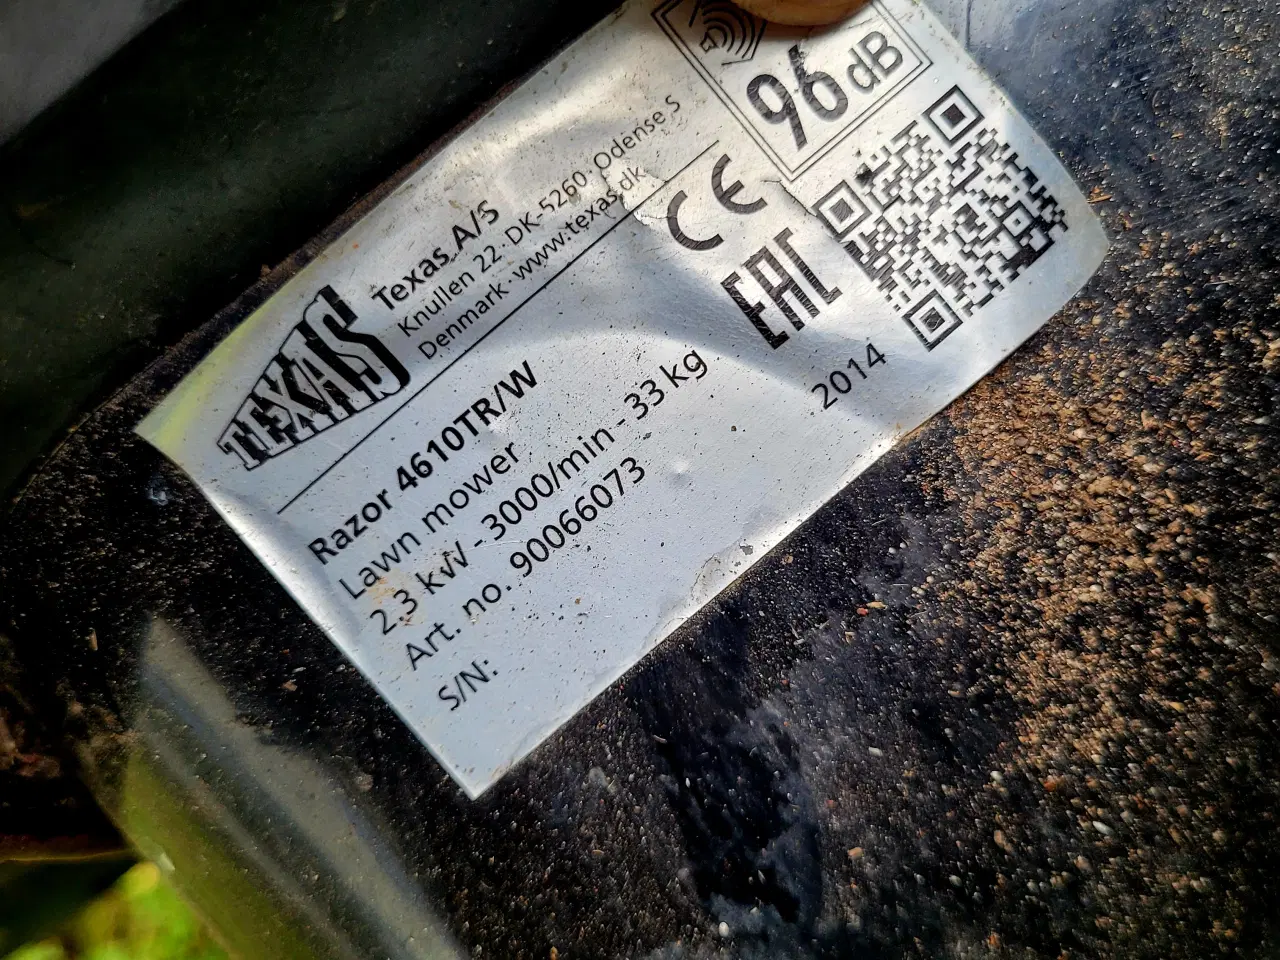 TEXAS
Texas A/S
Knullen 22 · DK-5260 · Odense S
Denmark · www.texas.dk
96 dB
CE
EAC
Razor 4610TR/W
Lawn mower
2.3 kW - 3000/min - 33 kg
Art. no. 90066073
S/N:
2014